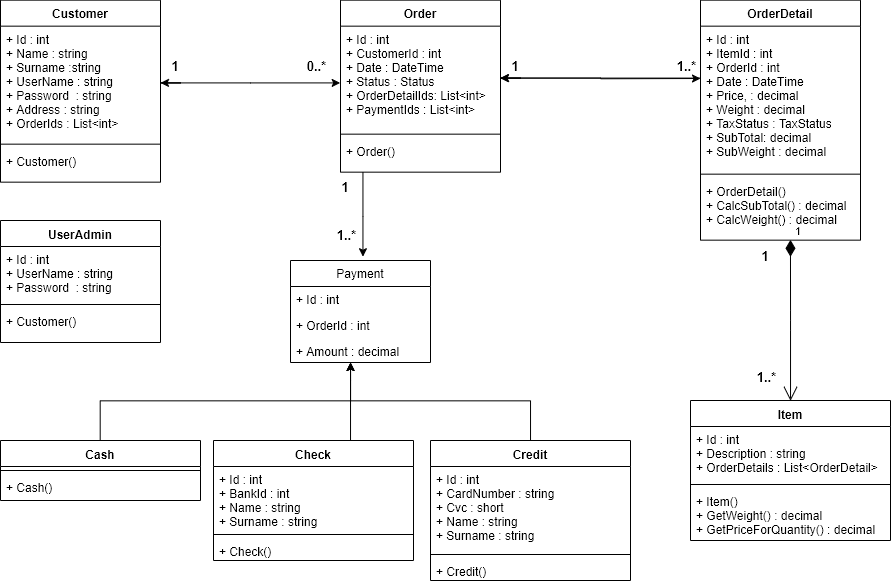 Customer
+ Id : int
+ Name : string
+ Surname :string
+ UserName : string
+ Password : string
+ Address : string
+ OrderIds : List<int>
+ Customer()
1
0..*
Order
+ Id : int
+ CustomerId : int
+ Date : DateTime
+ Status : Status
+ OrderDetailIds: List<int>
+ PaymentIds : List<int>
+ Order()
1
1..*
OrderDetail
+ Id : int
+ ItemId : int
+ OrderId : int
+ Date : DateTime
+ Price, : decimal
+ Weight : decimal
+ TaxStatus : TaxStatus
+ SubTotal: decimal
+ SubWeight : decimal
+ OrderDetail()
+ CalcSubTotal() : decimal
+ CalcWeight() : decimal
1
1
1..*
1
1..*
UserAdmin
+ Id : int
+ UserName : string
+ Password : string
+ Customer()
Payment
+ Id : int
+ OrderId : int
+ Amount : decimal
Cash
+ Cash()
Check
+ Id : int
+ BankId : int
+ Name : string
+ Surname : string
+ Check()
Credit
+ Id : int
+ CardNumber : string
+ Cvc : short
+ Name : string
+ Surname : string
+ Credit()
Item
+ Id : int
+ Description : string
+ OrderDetails : List<OrderDetail>
+ Item()
+ GetWeight() : decimal
+ GetPriceForQuantity() : decimal